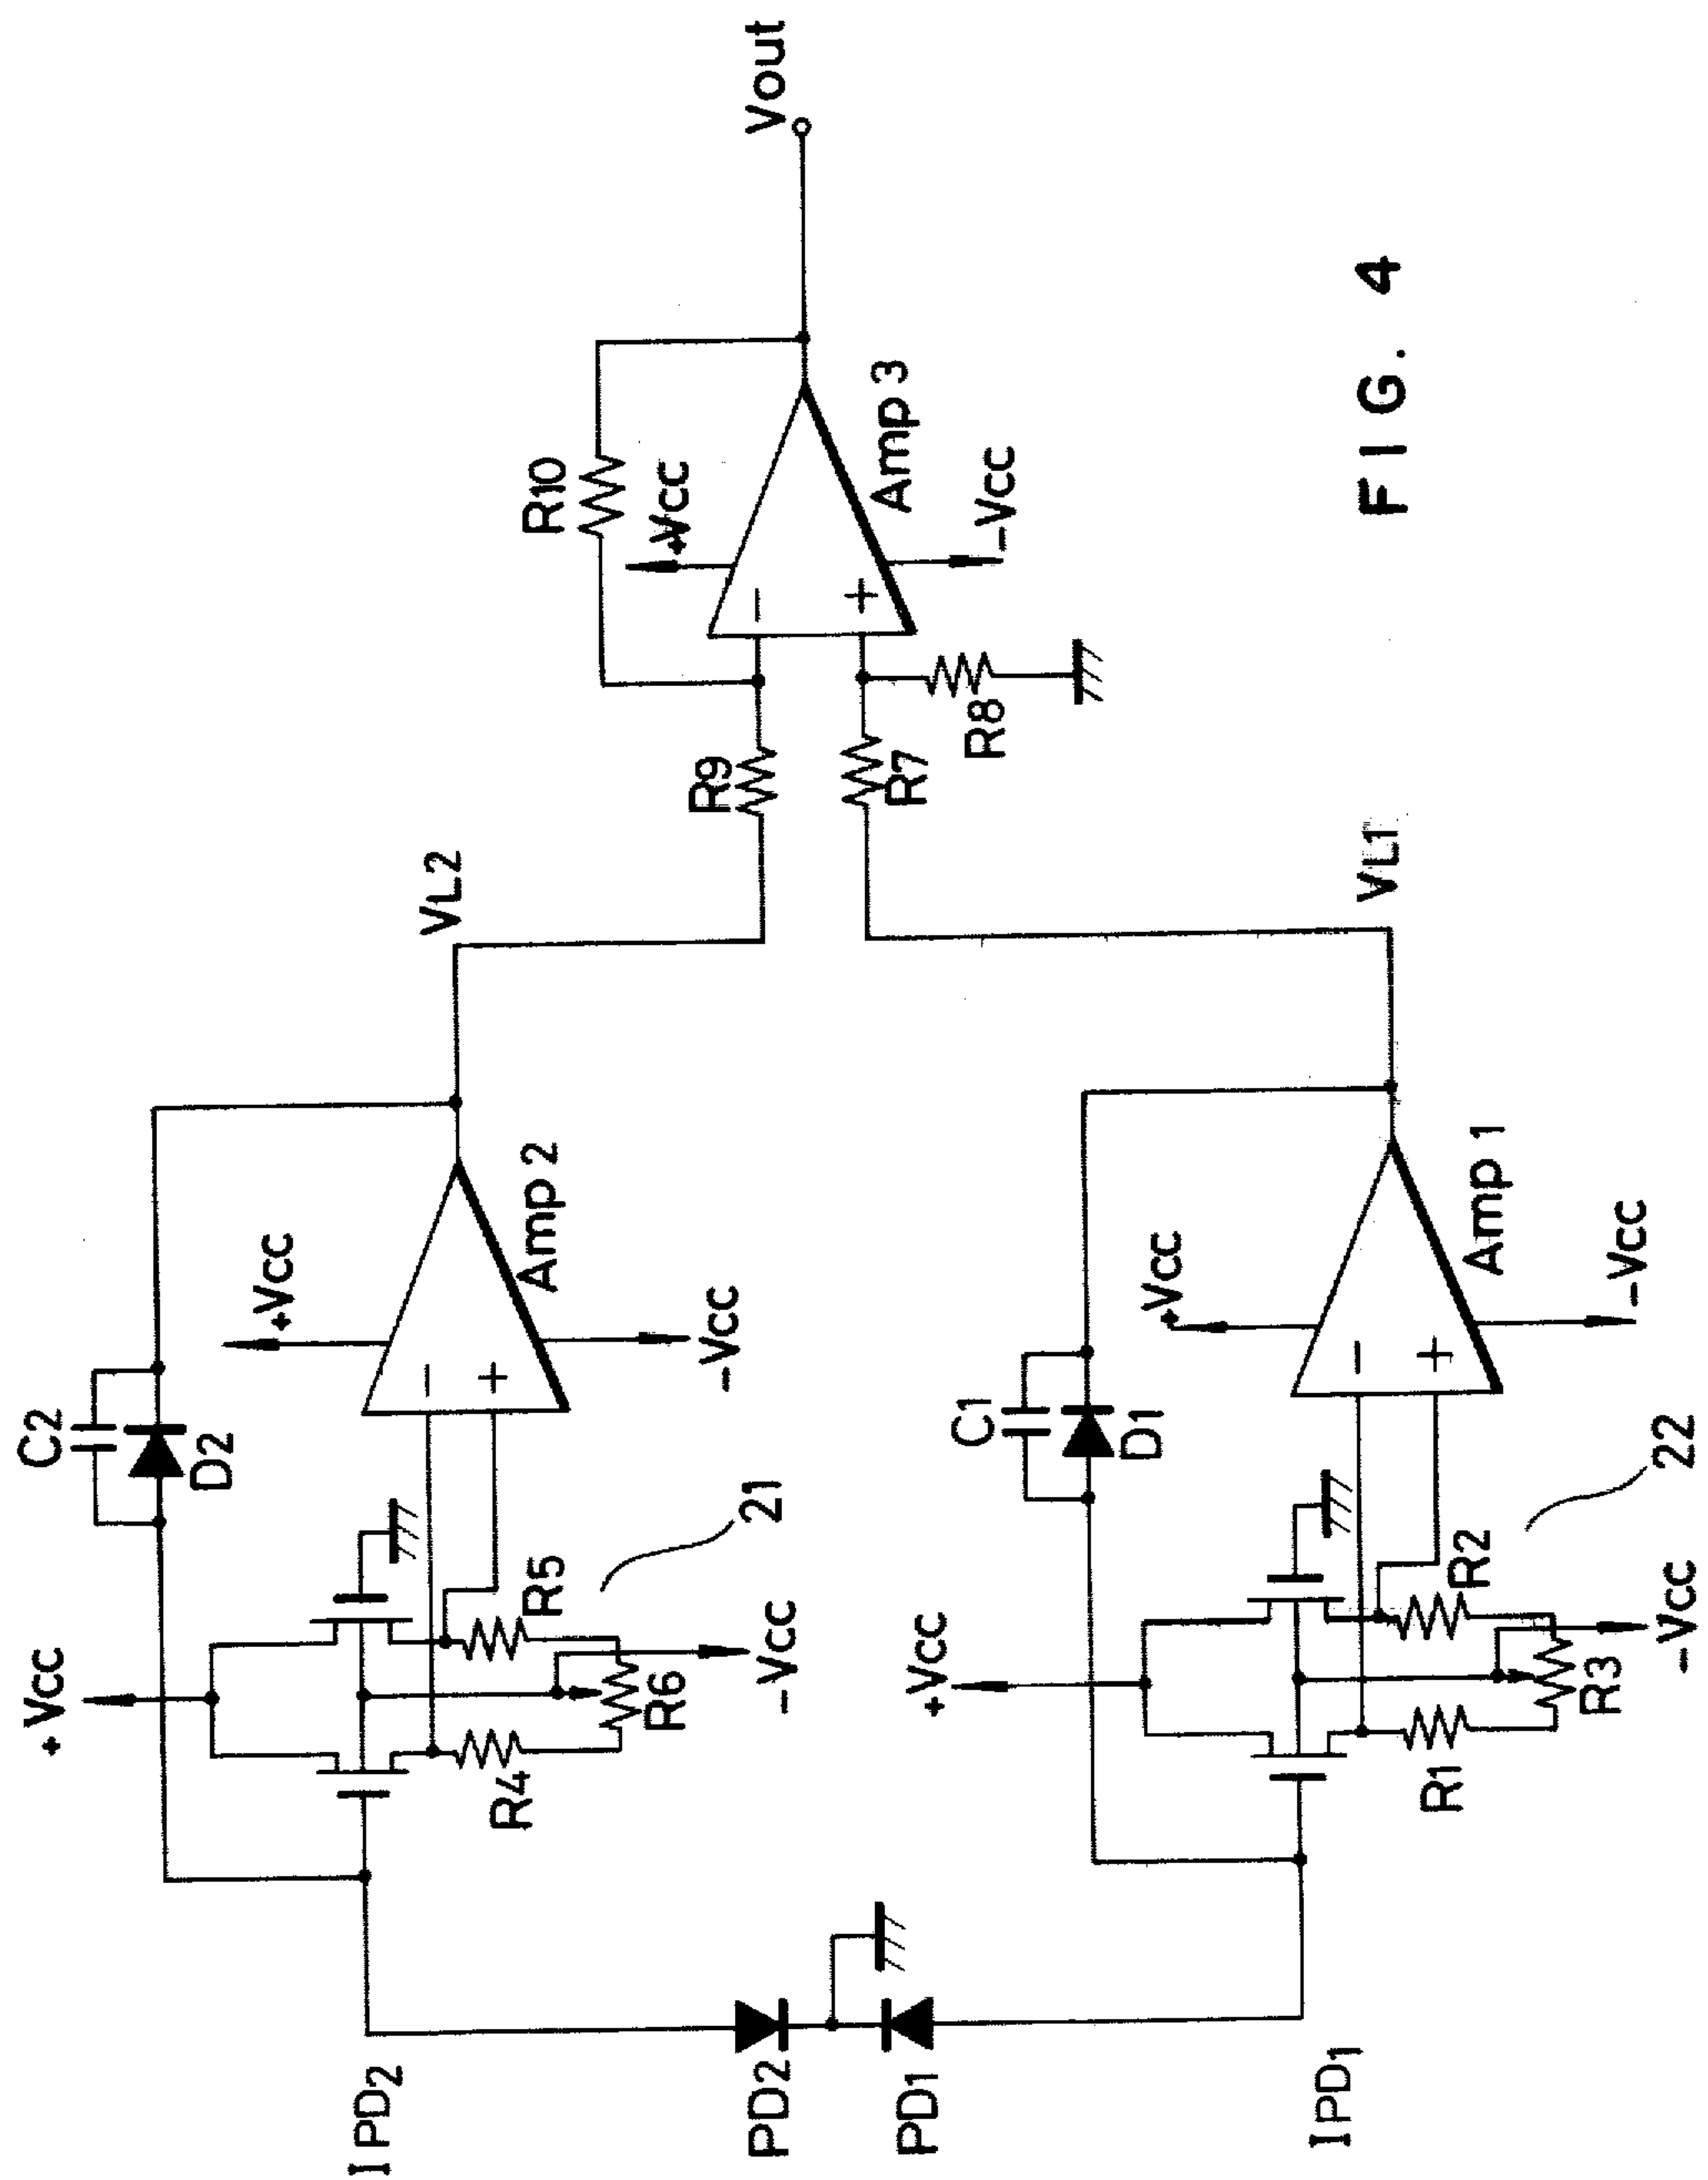 C2
D2
+VCC
VL2
+VCC
Amp 2
−
+
−VCC
R5
R4
R6
21
−VCC
IPD2
PD2
PD1
IPD1
R10
+VCC
−
+
Amp 3
−VCC
R9
R7
R8
Vout
C1
D1
+VCC
+VCC
−
+
Amp 1
−VCC
VL1
R2
R1
R3
22
−VCC
FIG. 4